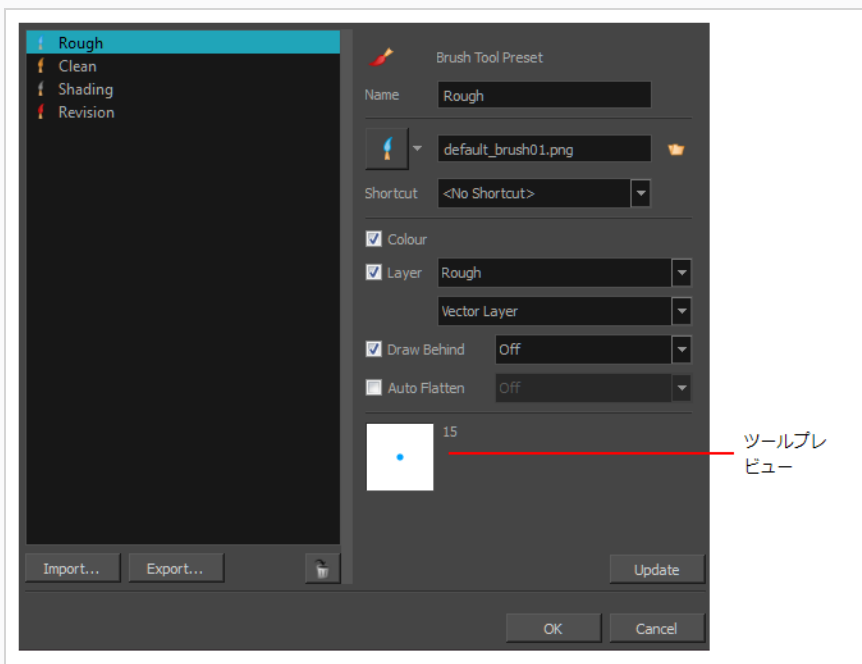 Rough
Clean
Shading
Revision
Import...
Export...
Brush Tool Preset
Name
Rough
default_brush01.png
Shortcut
<No Shortcut>
Colour
Layer
Rough
Vector Layer
Draw Behind
Off
Auto Flatten
Off
15
ツールプレ
ビュー
Update
OK
Cancel